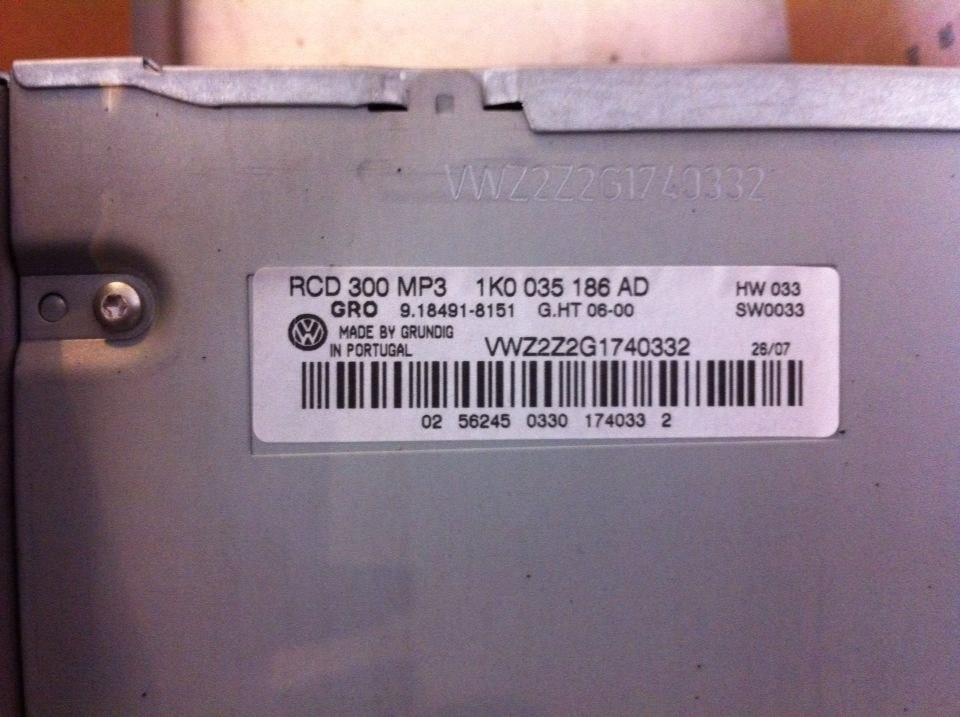 VWZ2Z2G1740332
RCD 300 MP3 1K0 035 186 AD HW 033
GRO 9.18491-8151 G.HT 06-00 SW0033
MADE BY GRUNDIG
IN PORTUGAL VWZ2Z2G1740332 26/07
02 56245 0330 174033 2